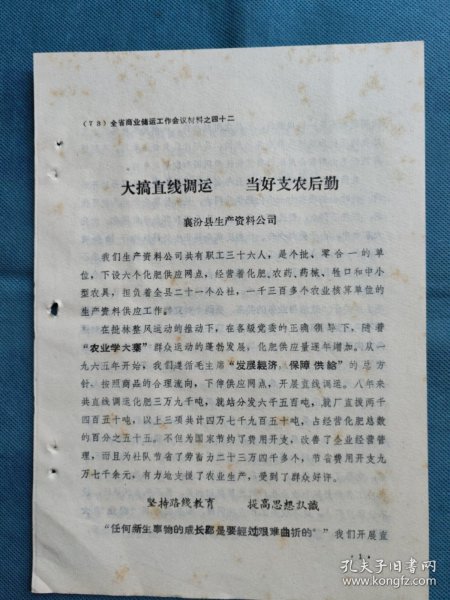 (73)全省商业储运工作会议材料之四十二
大搞直线调运 当好支农后勤
襄汾县生产资料公司
我们生产资料公司共有职工三十六人，是个批、零合一的单
位，下设六个化肥供应网点，经营着化肥、农药、药械、牲口和中小
型农具，担负着全县二十一个公社，一千三百多个农业核算单位的
生产资料供应工作。
在批林整风运动的推动下，在各级党委的正确领导下，随着
“农业学大寨”群众运动的蓬勃发展，化肥供应量逐年增加。从一
九六五年开始，我们遵循毛主席“发展經济，保障供給”的总方
针，按照商品的合理流向，下伸供应网点，开展直线调运。八年来
共直线调运化肥三万九千吨，就站分发六千五百吨，就厂直拨两千
四百五十吨，以上三项共计四万七千九百五十吨，占经营化肥总数
的百分之五十五。不但为国家节约了费用开支，改善了企业经营管
理，而且为社队节省了劳畜力二十三万四千多个，节省费用开支九
万七千余元，有力地支援了农业生产，受到了群众好评。
坚持路线教育 提高思想认识
“任何新生事物的成长都是要經过艰难曲折的。”我们开展直
·1·
孔夫子旧书网
www.kongfz.com